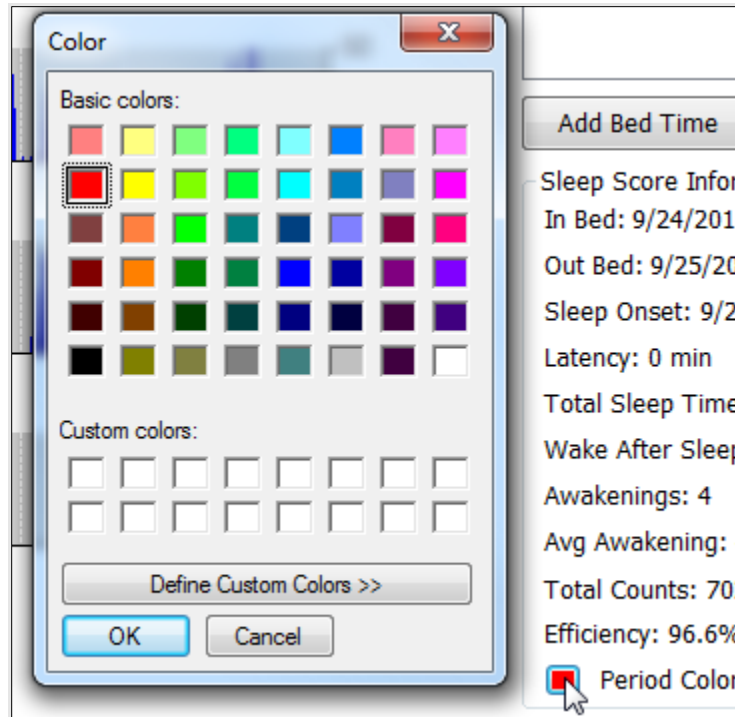 Color
Basic colors:
Custom colors:
Define Custom Colors >>
OK
Cancel
Add Bed Time
Sleep Score Infor
In Bed: 9/24/201
Out Bed: 9/25/20
Sleep Onset: 9/2
Latency: 0 min
Total Sleep Time
Wake After Sleep
Awakenings: 4
Avg Awakening:
Total Counts: 70
Efficiency: 96.6%
Period Color